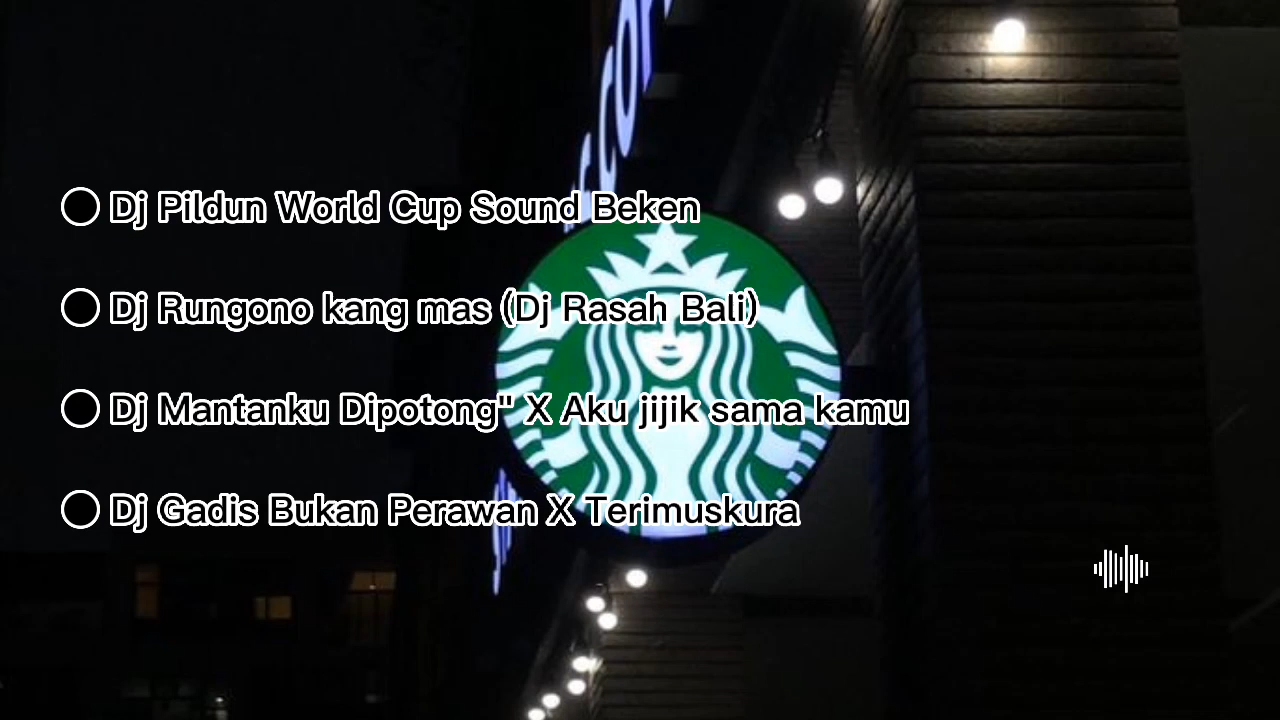 Dj Pildun World Cup Sound Beken
Dj Rungono kang mas (Dj Rasah Bali)
Dj Mantanku Dipotong" X Aku jijik sama kamu
Dj Gadis Bukan Perawan X Terimuskura